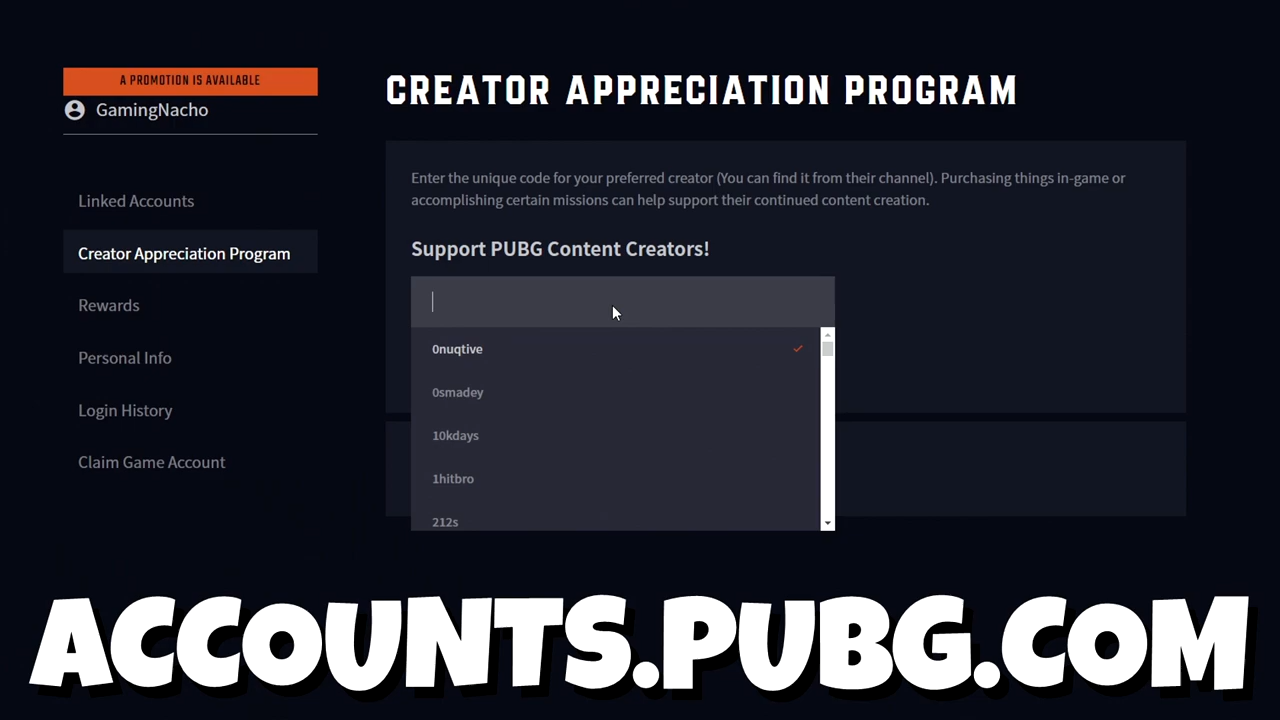 A PROMOTION IS AVAILABLE
GamingNacho
Linked Accounts
Creator Appreciation Program
Rewards
Personal Info
Login History
Claim Game Account
CREATOR APPRECIATION PROGRAM
Enter the unique code for your preferred creator (You can find it from their channel). Purchasing things in-game or
accomplishing certain missions can help support their continued content creation.
Support PUBG Content Creators!
0nuqtive
0smadey
10kdays
1hitbro
212s
ACCOUNTS.PUBG.COM